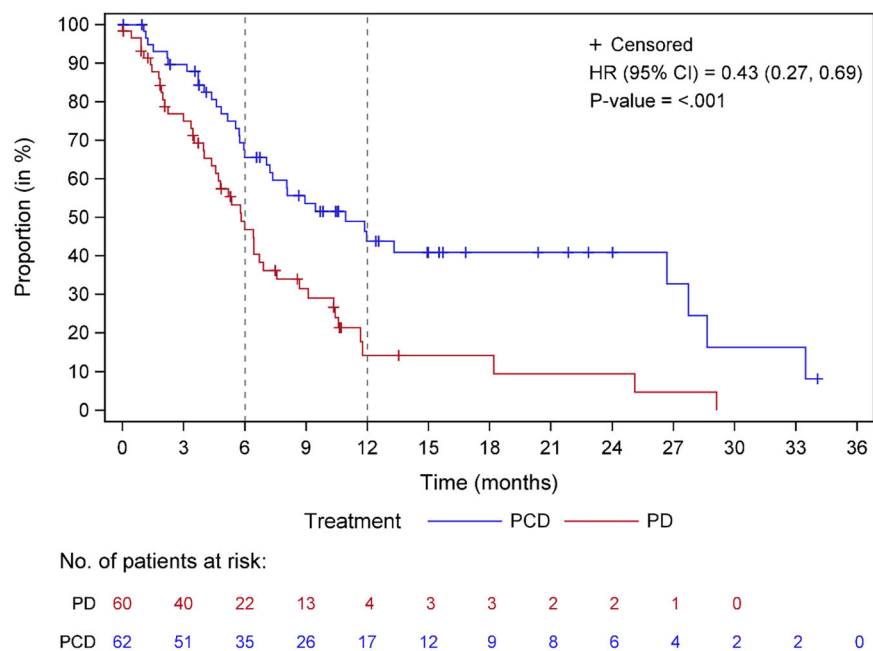 100
90
80
70
60
50
40
30
20
10
0
Proportion (in %)
+ Censored
HR (95% CI) = 0.43 (0.27, 0.69)
P-value = <.001
0 3 6 9 12 15 18 21 24 27 30 33 36
Time (months)
Treatment PCD PD
No. of patients at risk:
PD 60 40 22 13 4 3 3 2 2 1 0
PCD 62 51 35 26 17 12 9 8 6 4 2 2 0